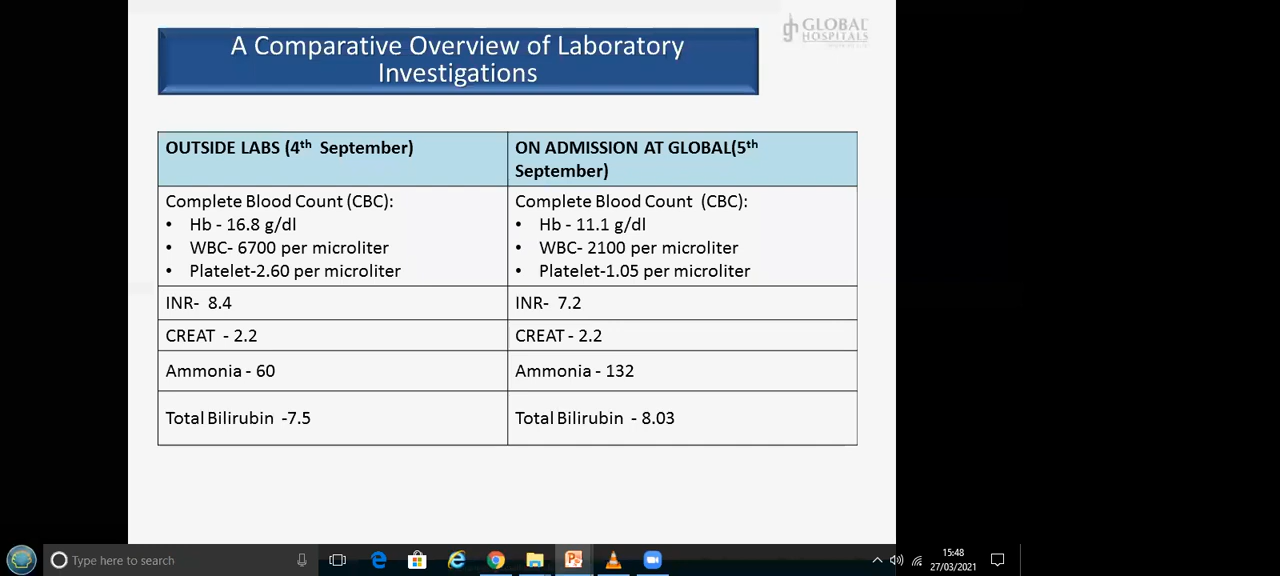 A Comparative Overview of Laboratory
Investigations
GLOBAL
HOSPITALS
OUTSIDE LABS (4th September)
ON ADMISSION AT GLOBAL(5th
September)
Complete Blood Count (CBC):
• Hb - 16.8 g/dl
• WBC- 6700 per microliter
• Platelet-2.60 per microliter
Complete Blood Count (CBC):
• Hb - 11.1 g/dl
• WBC- 2100 per microliter
• Platelet-1.05 per microliter
INR- 8.4
INR- 7.2
CREAT - 2.2
CREAT - 2.2
Ammonia - 60
Ammonia - 132
Total Bilirubin -7.5
Total Bilirubin - 8.03
Type here to search
15:48
27/03/2021